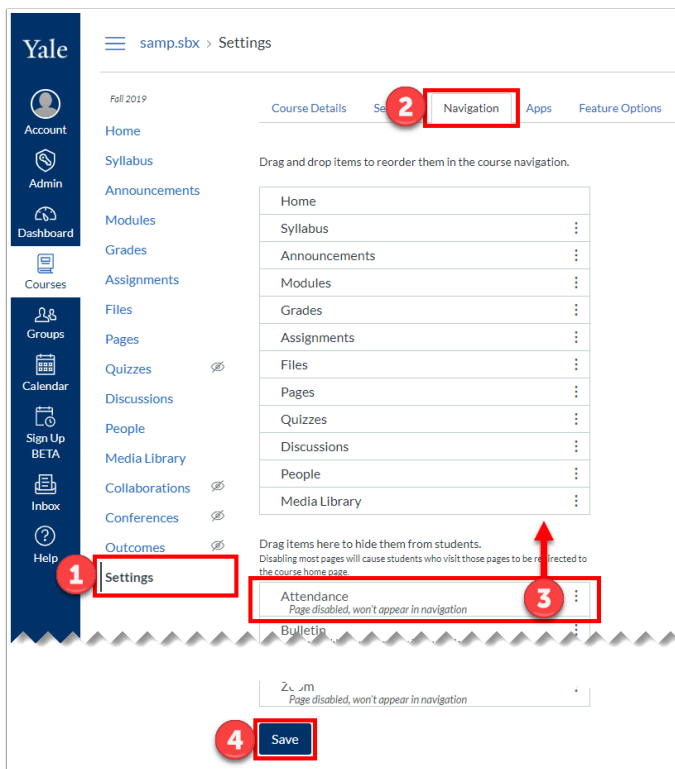 Yale
samp.sbx > Settings
Account
Admin
Dashboard
Courses
Groups
Calendar
Sign Up
BETA
Inbox
Help
Fall 2019
Home
Syllabus
Announcements
Modules
Grades
Assignments
Files
Pages
Quizzes
Discussions
People
Media Library
Collaborations
Conferences
Outcomes
1
Settings
Course Details
2
Navigation
Apps
Feature Options
Drag and drop items to reorder them in the course navigation.
Home
Syllabus
Announcements
Modules
Grades
Assignments
Files
Pages
Quizzes
Discussions
People
Media Library
Drag items here to hide them from students.
Disabling most pages will cause students who visit those pages to be redirected to
the course home page.
Attendance
Page disabled, won't appear in navigation
3
Bulletin
Zoom
Page disabled, won't appear in navigation
4
Save